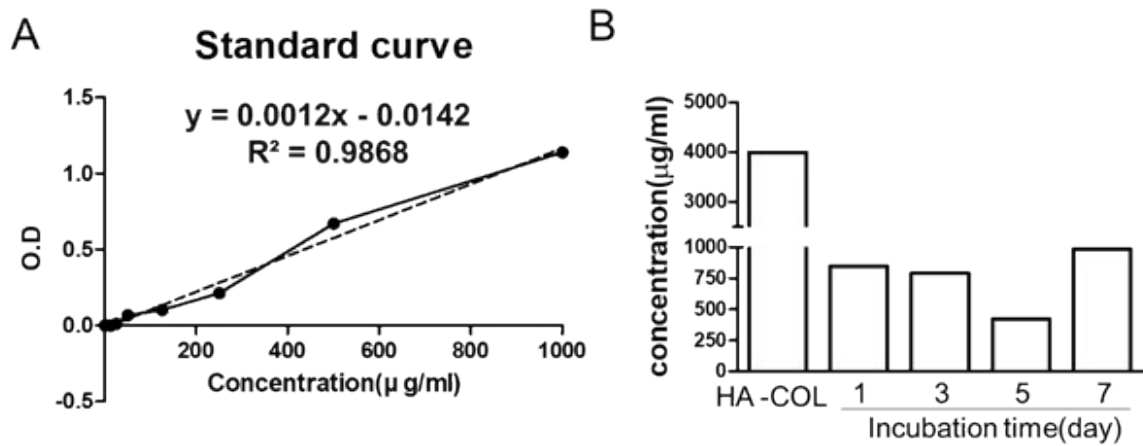 A
Standard curve
y = 0.0012x - 0.0142
R² = 0.9868
1.5
1.0
0.5
0.0
-0.5
O.D
200 400 600 800 1000
Concentration(μ g/ml)
B
concentration(μg/ml)
5000
4000
3000
1000
750
500
250
0
HA -COL 1 3 5 7
Incubation time(day)